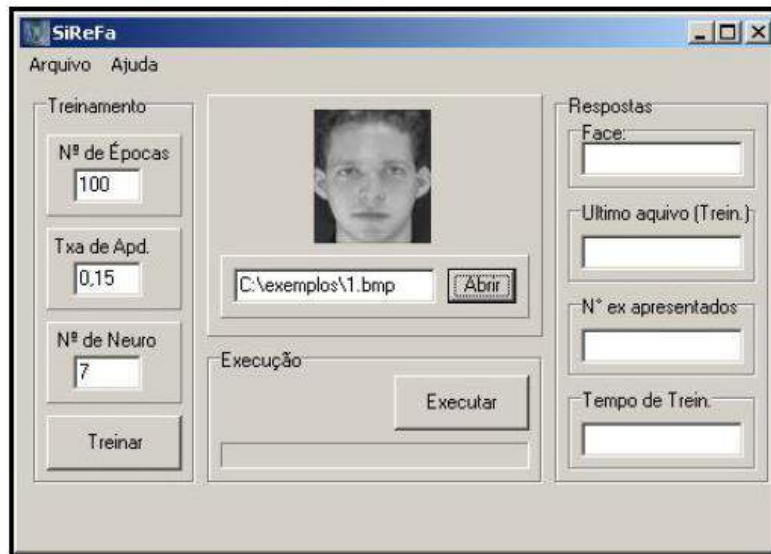 SiReFa
Arquivo Ajuda
Treinamento
Nº de Épocas
100
Txa de Apd.
0,15
Nº de Neuro
7
Treinar
C:\exemplos\1.bmp
Abrir
Execução
Executar
Respostas
Face:
Ultimo aquivo (Trein.)
N° ex apresentados
Tempo de Trein.